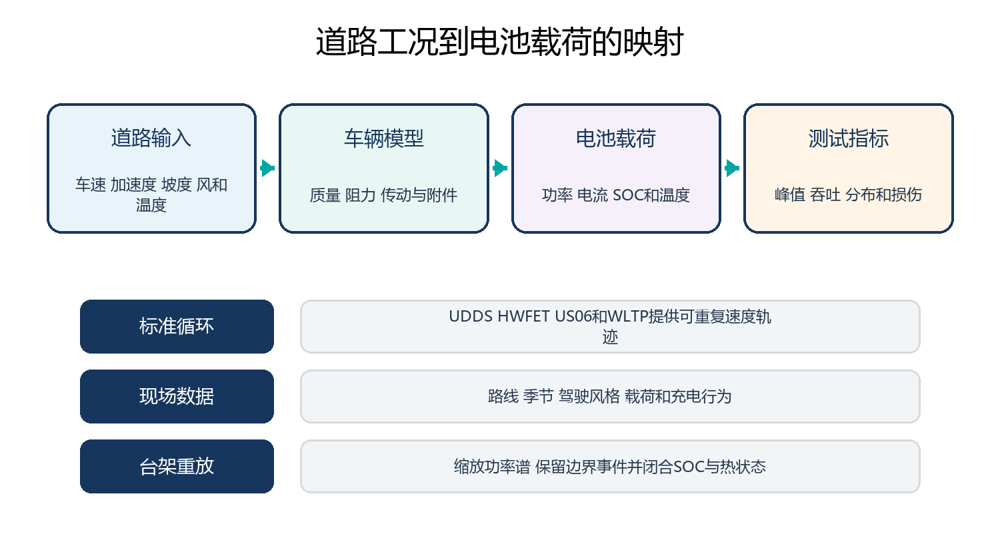 道路工况到电池载荷的映射
道路输入
车速 加速度 坡度 风和
温度
车辆模型
质量 阻力 传动与附件
电池载荷
功率 电流 SOC和温度
测试指标
峰值 吞吐 分布和损伤
标准循环
UDDS HWFET US06和WLTP提供可重复速度轨
迹
现场数据
路线 季节 驾驶风格 载荷和充电行为
台架重放
缩放功率谱 保留边界事件并闭合SOC与热状态